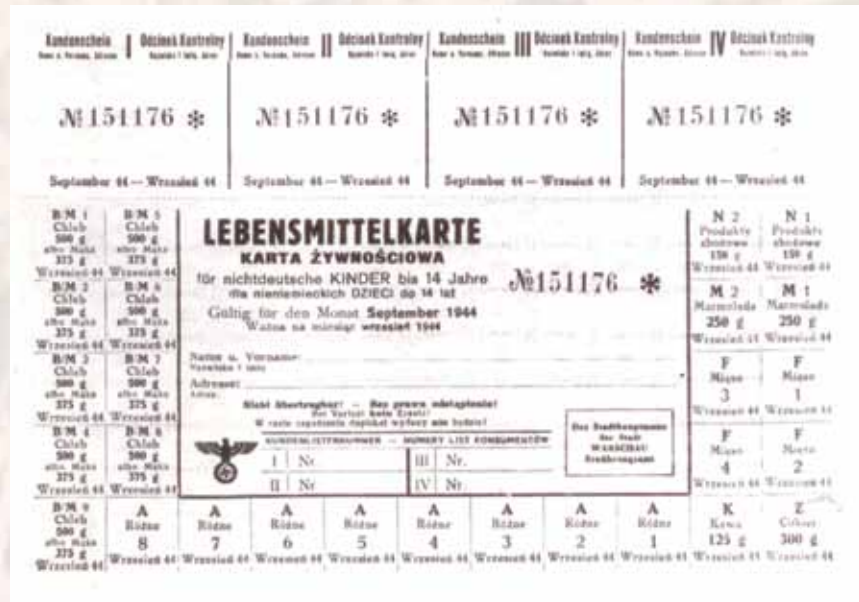 Kundenschein I Odcinek Kontrolny
Kundenschein II Odcinek Kontrolny
Kundenschein III Odcinek Kontrolny
Kundenschein IV Odcinek Kontrolny
№151176 *
№151176 *
№151176 *
№151176 *
September 44 — Wrzesień 44
September 44 — Wrzesień 44
September 44 — Wrzesień 44
September 44 — Wrzesień 44
B/M 1
Chleb
500 g
albo Mąka
375 g
Wrzesień 44
B/M 5
Chleb
500 g
albo Mąka
375 g
Wrzesień 44
B/M 2
Chleb
500 g
albo Mąka
375 g
Wrzesień 44
B/M 6
Chleb
500 g
albo Mąka
375 g
Wrzesień 44
B/M 3
Chleb
500 g
albo Mąka
375 g
Wrzesień 44
B/M 7
Chleb
500 g
albo Mąka
375 g
Wrzesień 44
B/M 4
Chleb
500 g
albo Mąka
375 g
Wrzesień 44
B/M 8
Chleb
500 g
albo Mąka
375 g
Wrzesień 44
B/M 9
Chleb
500 g
albo Mąka
375 g
Wrzesień 44
LEBENSMITTELKARTE
KARTA ŻYWNOŚCIOWA
für nichtdeutsche KINDER bis 14 Jahre
dla niemieckich DZIECI do 14 lat
№151176 *
Gültig für den Monat September 1944
Ważna na miesiąc wrzesień 1944
Name u. Vorname:
Nazwisko i imię
Adresse:
Adres:
Nicht übertragbar! — Bez prawa odstąpienia!
Bei Verlust kein Ersatz!
W razie zagubienia duplikat wydany nie będzie!
KUNDENLISTENNUMMER — NUMERY LIST KONSUMENTÓW
I Nr. III Nr.
II Nr. IV Nr.
Der Stadthauptmann
der Stadt
WARSCHAU
Ernährungsamt
N 2
Produkty
zbożowe
150 g
Wrzesień 44
N 1
Produkty
zbożowe
150 g
Wrzesień 44
M 2
Marmolada
250 g
Wrzesień 44
M 1
Marmolada
250 g
Wrzesień 44
F
Mięso
3
Wrzesień 44
F
Mięso
1
Wrzesień 44
F
Mięso
4
Wrzesień 44
F
Mięso
2
Wrzesień 44
A
Różne
8
Wrzesień 44
A
Różne
7
Wrzesień 44
A
Różne
6
Wrzesień 44
A
Różne
5
Wrzesień 44
A
Różne
4
Wrzesień 44
A
Różne
3
Wrzesień 44
A
Różne
2
Wrzesień 44
A
Różne
1
Wrzesień 44
K
Kawa
125 g
Wrzesień 44
Z
Cukier
300 g
Wrzesień 44